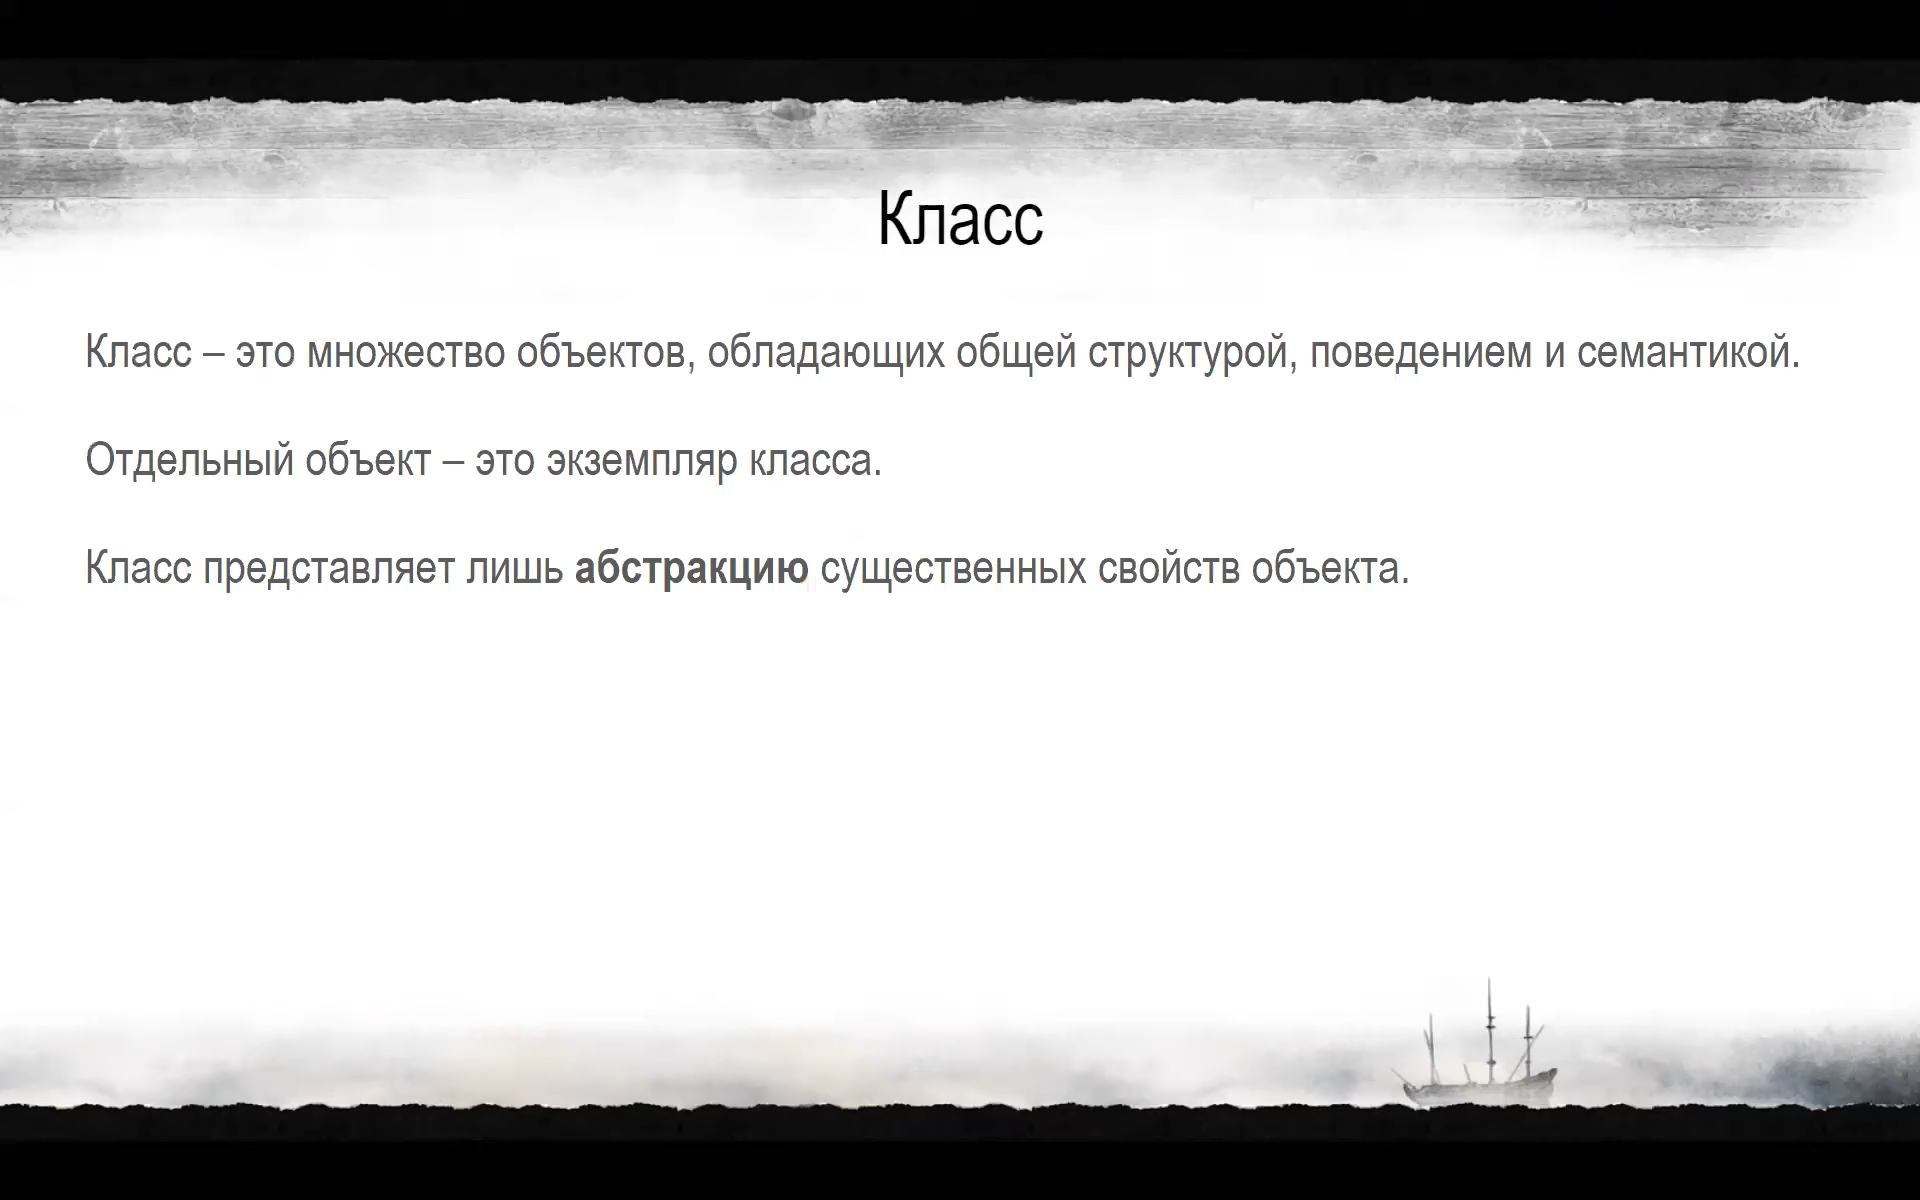 Класс
Класс – это множество объектов, обладающих общей структурой, поведением и семантикой.
Отдельный объект – это экземпляр класса.
Класс представляет лишь абстракцию существенных свойств объекта.